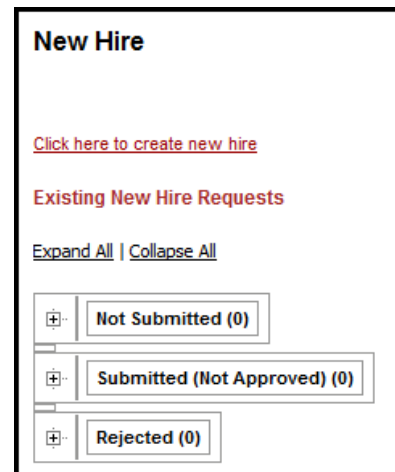 New Hire
Click here to create new hire
Existing New Hire Requests
Expand All | Collapse All
Not Submitted (0)
Submitted (Not Approved) (0)
Rejected (0)